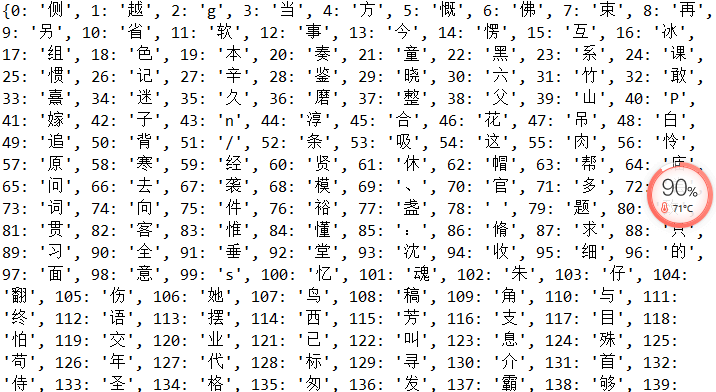 {0: '侧', 1: '越', 2: 'g', 3: '当', 4: '方', 5: '慨', 6: '佛', 7: '束', 8: '再',
9: '另', 10: '省', 11: '软', 12: '事', 13: '今', 14: '愣', 15: '互', 16: '冰',
17: '组', 18: '色', 19: '本', 20: '奏', 21: '童', 22: '黑', 23: '系', 24: '课',
25: '惯', 26: '记', 27: '辛', 28: '鉴', 29: '晓', 30: '六', 31: '竹', 32: '敢',
33: '熹', 34: '迷', 35: '久', 36: '磨', 37: '整', 38: '父', 39: '山', 40: 'P',
41: '嫁', 42: '子', 43: 'n', 44: '淳', 45: '合', 46: '花', 47: '吊', 48: '白',
49: '追', 50: '背', 51: '/', 52: '条', 53: '吸', 54: '这', 55: '肉', 56: '怜',
57: '原', 58: '寒', 59: '经', 60: '贤', 61: '休', 62: '帽', 63: '帮', 64:
65: '问', 66: '去', 67: '袭', 68: '模', 69: '、', 70: '官', 71: '多', 72:
73: '词', 74: '向', 75: '件', 76: '裕', 77: '盏', 78: ' ', 79: '题', 80:
81: '贯', 82: '客', 83: '惟', 84: '懂', 85: '：', 86: '脩', 87: '求', 88: '只',
89: '习', 90: '全', 91: '垂', 92: '堂', 93: '沈', 94: '收', 95: '细', 96: '的',
97: '面', 98: '意', 99: 's', 100: '忆', 101: '魂', 102: '朱', 103: '仔', 104:
'翻', 105: '伤', 106: '她', 107: '鸟', 108: '稿', 109: '角', 110: '与', 111:
'终', 112: '语', 113: '摆', 114: '西', 115: '芳', 116: '支', 117: '目', 118:
'怕', 119: '交', 120: '业', 121: '已', 122: '叫', 123: '息', 124: '殊', 125:
'苟', 126: '年', 127: '代', 128: '标', 129: '寻', 130: '介', 131: '首', 132:
'侍', 133: '圣', 134: '格', 135: '匆', 136: '发', 137: '霸', 138: '够', 139:
90%
71°C